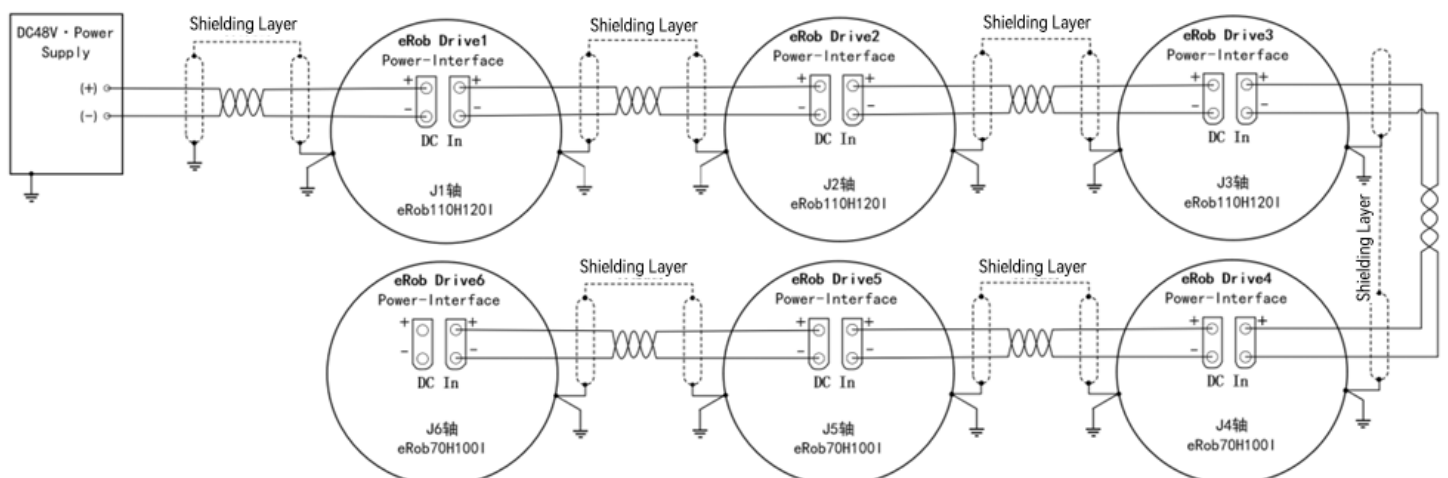 DC48V·Power
Supply
(+)
(-)
Shielding Layer
eRob Drive1
Power-Interface
+ +
- -
DC In
J1轴
eRob110H120I
Shielding Layer
eRob Drive2
Power-Interface
+ +
- -
DC In
J2轴
eRob110H120I
Shielding Layer
eRob Drive3
Power-Interface
+ +
- -
DC In
J3轴
eRob110H120I
Shielding Layer
eRob Drive6
Power-Interface
+ +
- -
DC In
J6轴
eRob70H100I
Shielding Layer
eRob Drive5
Power-Interface
+ +
- -
DC In
J5轴
eRob70H100I
Shielding Layer
eRob Drive4
Power-Interface
+ +
- -
DC In
J4轴
eRob70H100I